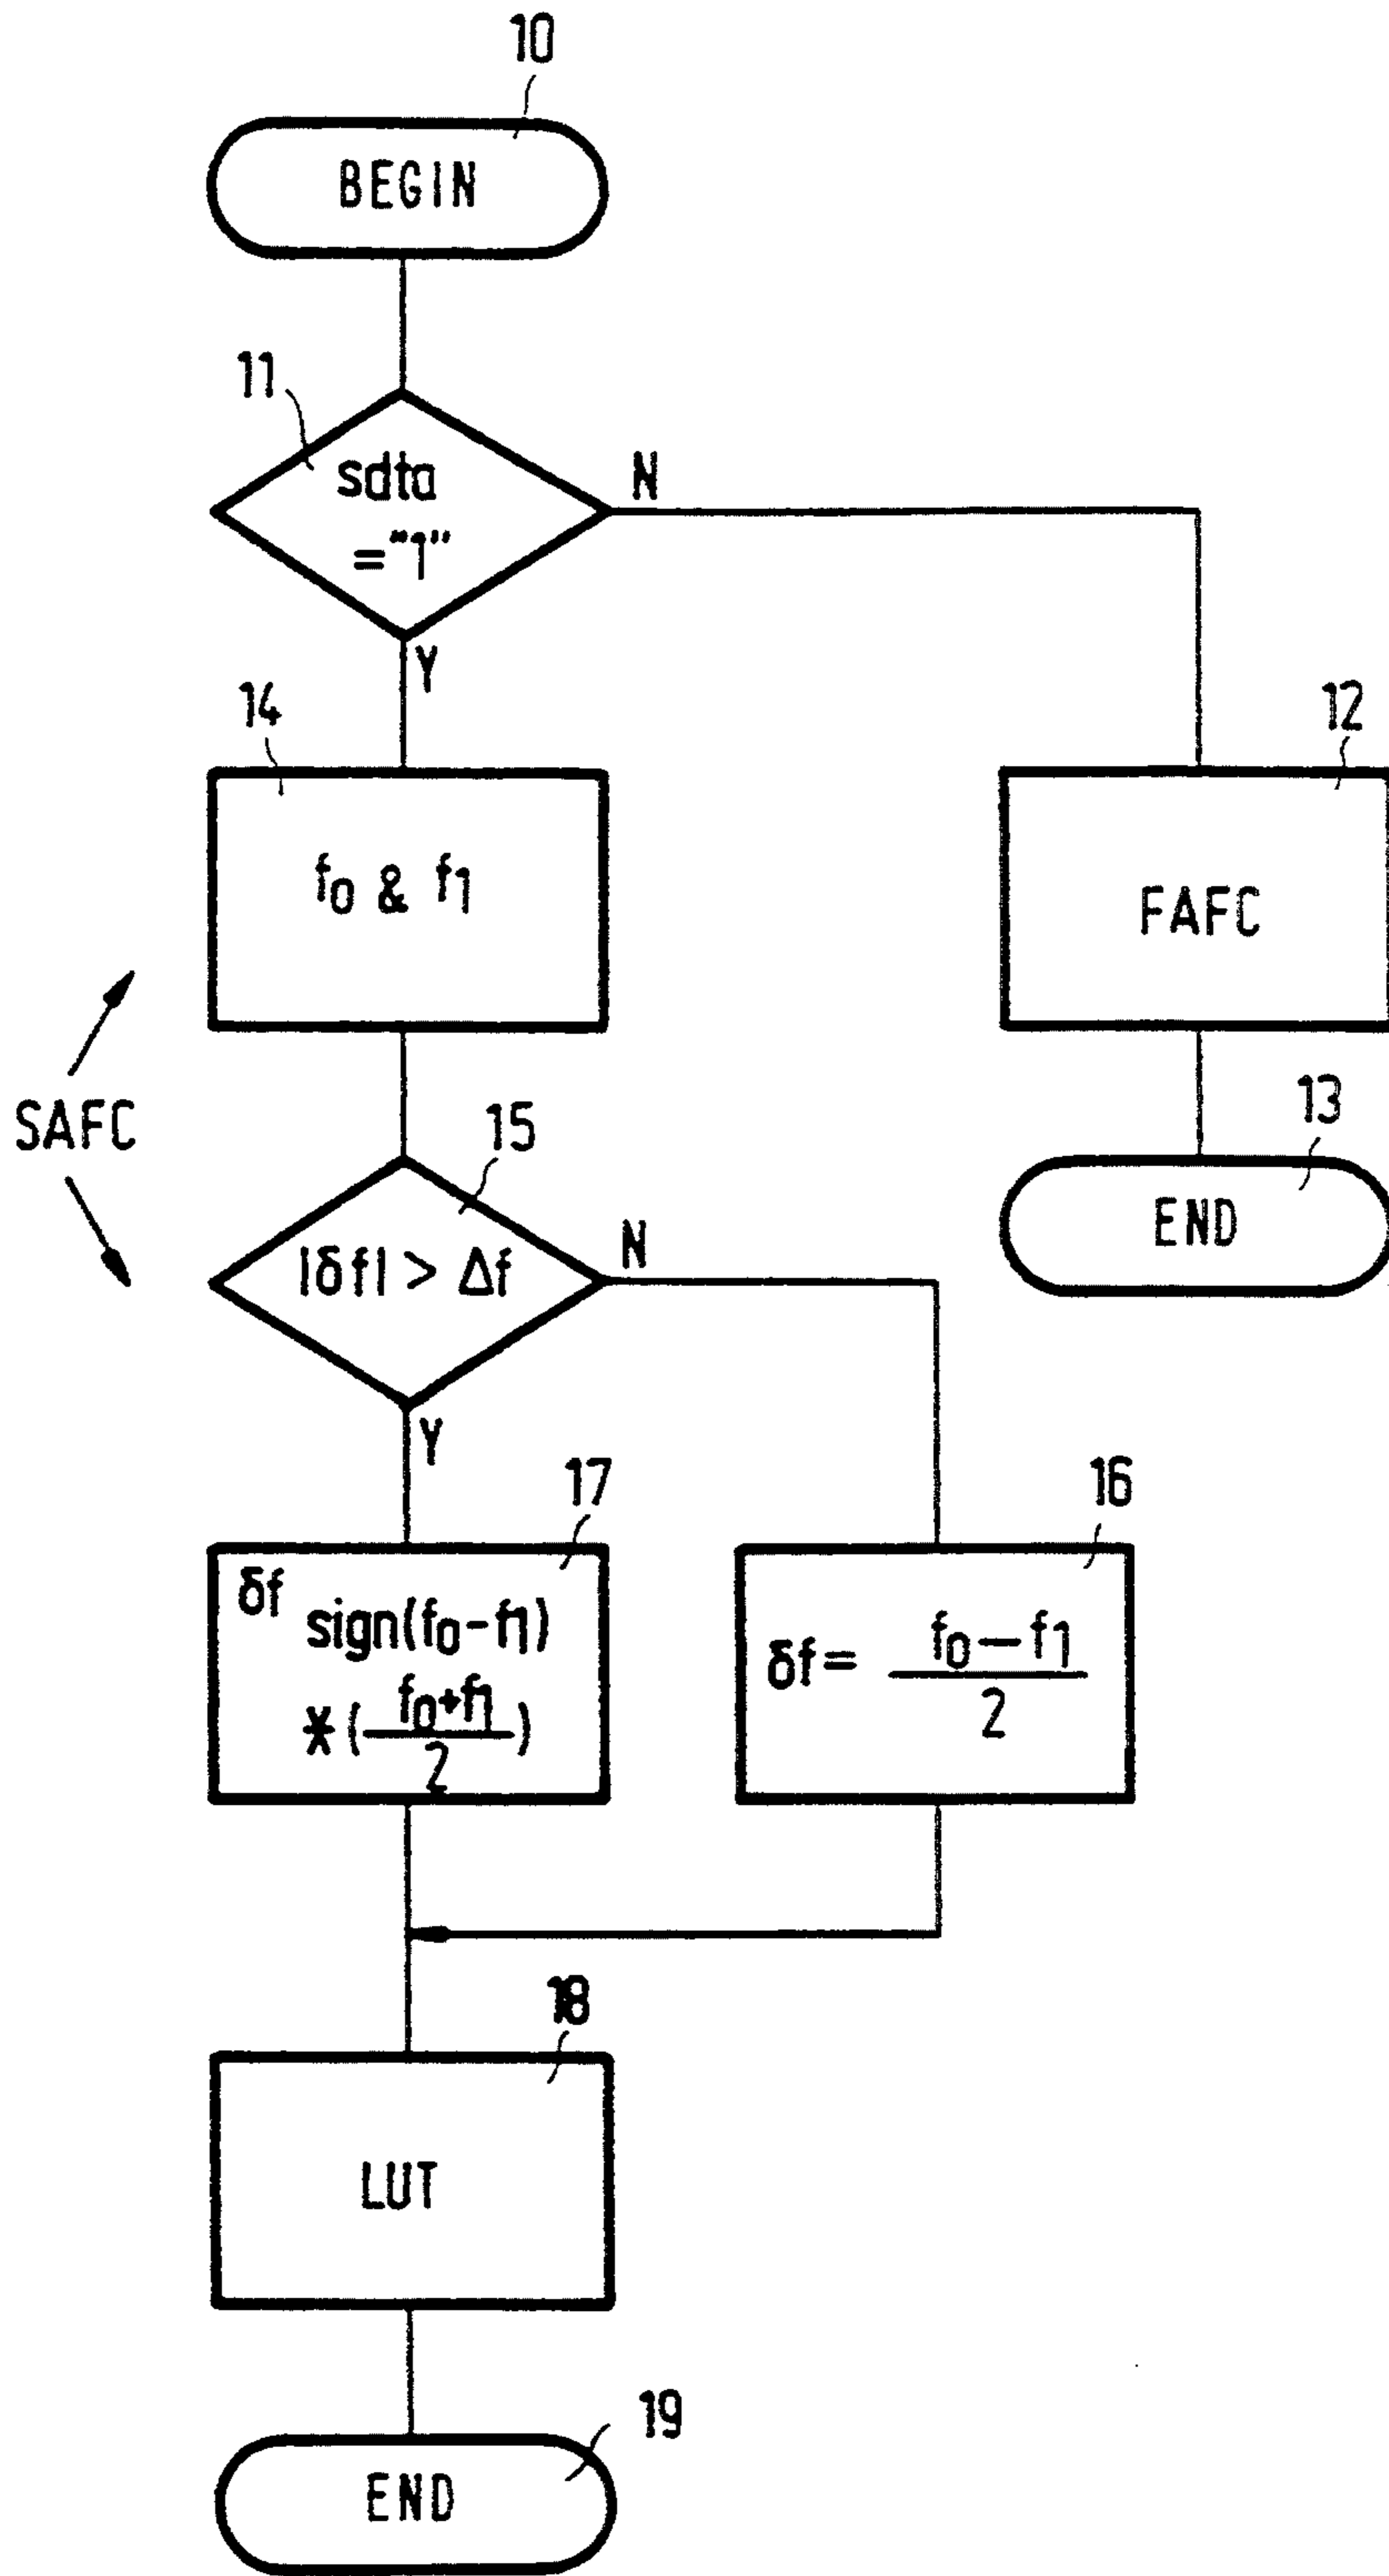 10
BEGIN
11
sdta
="1"
N
Y
14
f₀ & f₁
12
FAFC
SAFC
13
END
15
|δf| > Δf
N
Y
17
δf
sign(f₀-f₁)
*(f₀+f₁
2)
16
δf= f₀-f₁
2
18
LUT
19
END